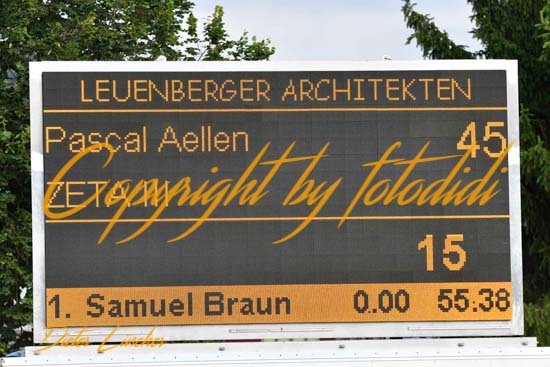 LEUENBERGER ARCHITEKTEN
Pascal Aellen 45
Copyright by fotodidi
15
1. Samuel Braun 0.00 55.38